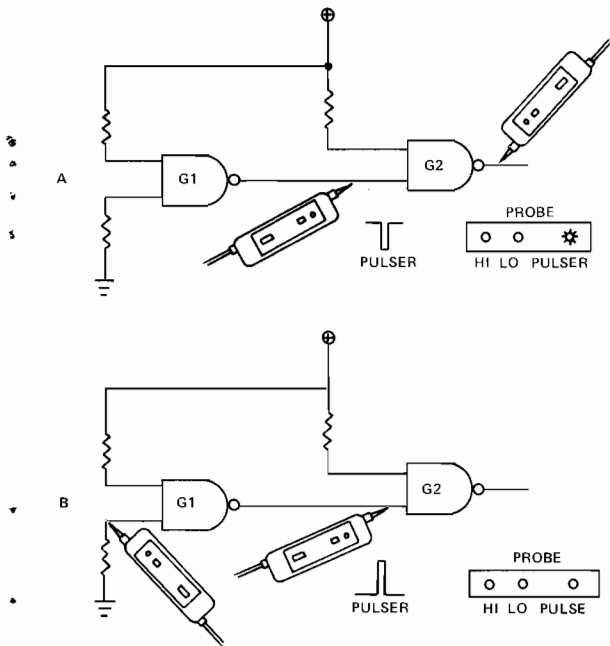 A
G1
G2
PULSER
PROBE
HI LO PULSER
B
G1
G2
PULSER
PROBE
HI LO PULSE